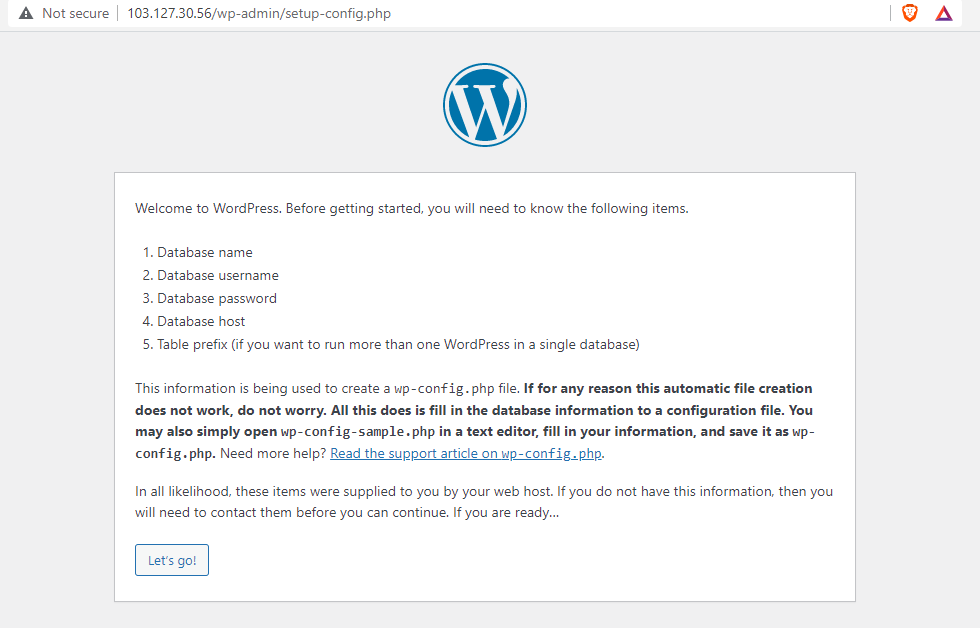 Not secure 103.127.30.56/wp-admin/setup-config.php
Welcome to WordPress. Before getting started, you will need to know the following items.
1. Database name
2. Database username
3. Database password
4. Database host
5. Table prefix (if you want to run more than one WordPress in a single database)
This information is being used to create a wp-config.php file. If for any reason this automatic file creation
does not work, do not worry. All this does is fill in the database information to a configuration file. You
may also simply open wp-config-sample.php in a text editor, fill in your information, and save it as wp-
config.php. Need more help? Read the support article on wp-config.php.
In all likelihood, these items were supplied to you by your web host. If you do not have this information, then you
will need to contact them before you can continue. If you are ready…
Let’s go!